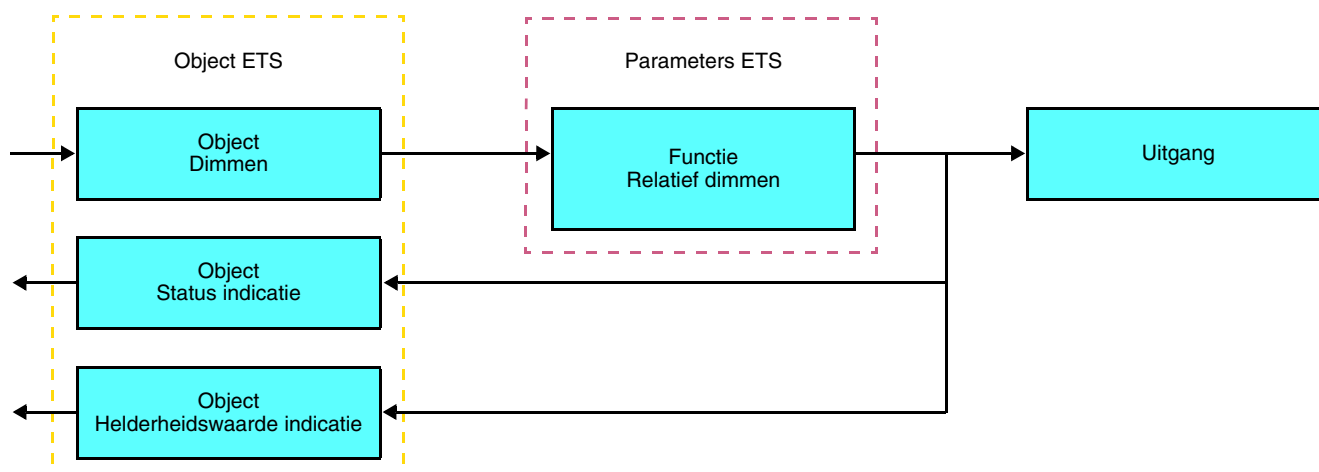 Object ETS
Parameters ETS
Object
Dimmen
Functie
Relatief dimmen
Uitgang
Object
Status indicatie
Object
Helderheidswaarde indicatie